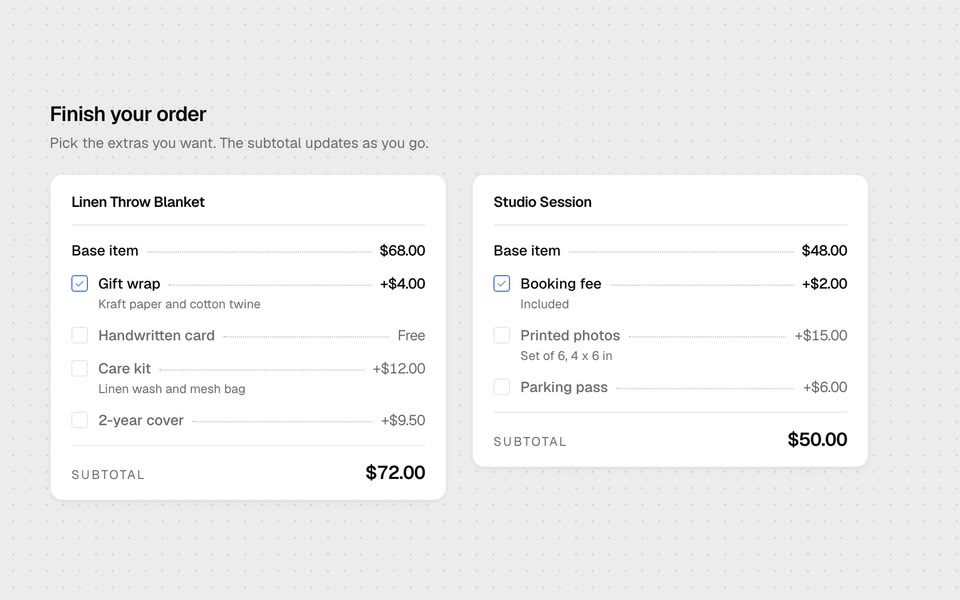 Finish your order
Pick the extras you want. The subtotal updates as you go.
Linen Throw Blanket
Base item $68.00
Gift wrap +$4.00
Kraft paper and cotton twine
Handwritten card Free
Care kit +$12.00
Linen wash and mesh bag
2-year cover +$9.50
SUBTOTAL $72.00
Studio Session
Base item $48.00
Booking fee +$2.00
Included
Printed photos +$15.00
Set of 6, 4 x 6 in
Parking pass +$6.00
SUBTOTAL $50.00